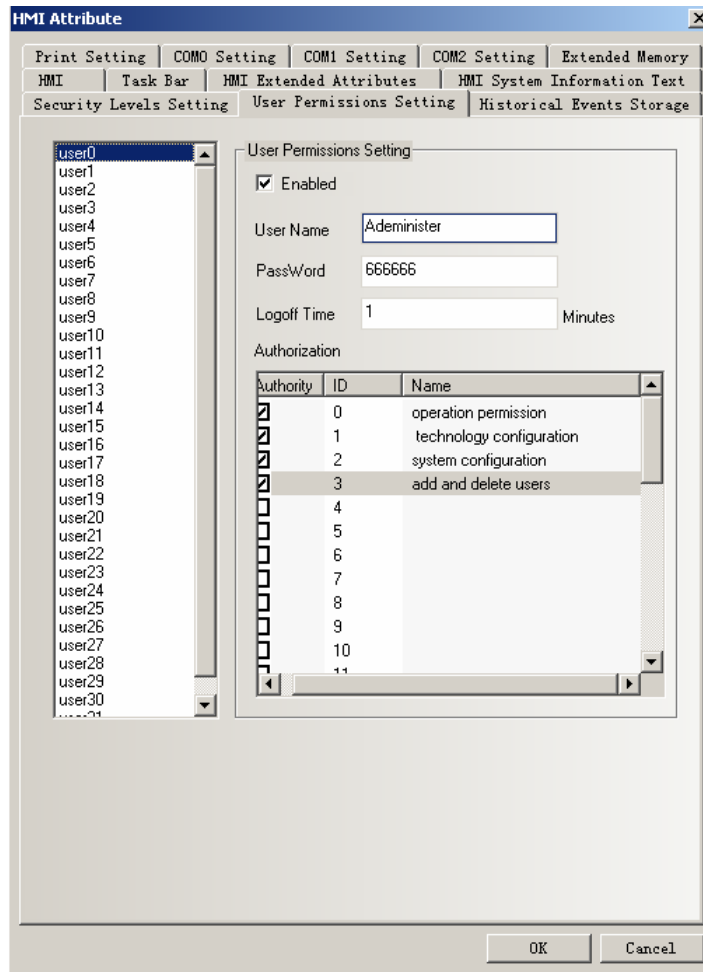 HMI Attribute
Print Setting COM0 Setting COM1 Setting COM2 Setting Extended Memory
HMI Task Bar HMI Extended Attributes HMI System Information Text
Security Levels Setting User Permissions Setting Historical Events Storage
user0
user1
user2
user3
user4
user5
user6
user7
user8
user9
user10
user11
user12
user13
user14
user15
user16
user17
user18
user19
user20
user21
user22
user23
user24
user25
user26
user27
user28
user29
user30
user31
User Permissions Setting
Enabled
User Name Ademinister
PassWord 666666
Logoff Time 1 Minutes
Authorization
Authority ID Name
0 operation permission
1 technology configuration
2 system configuration
3 add and delete users
4
5
6
7
8
9
10
11
OK Cancel